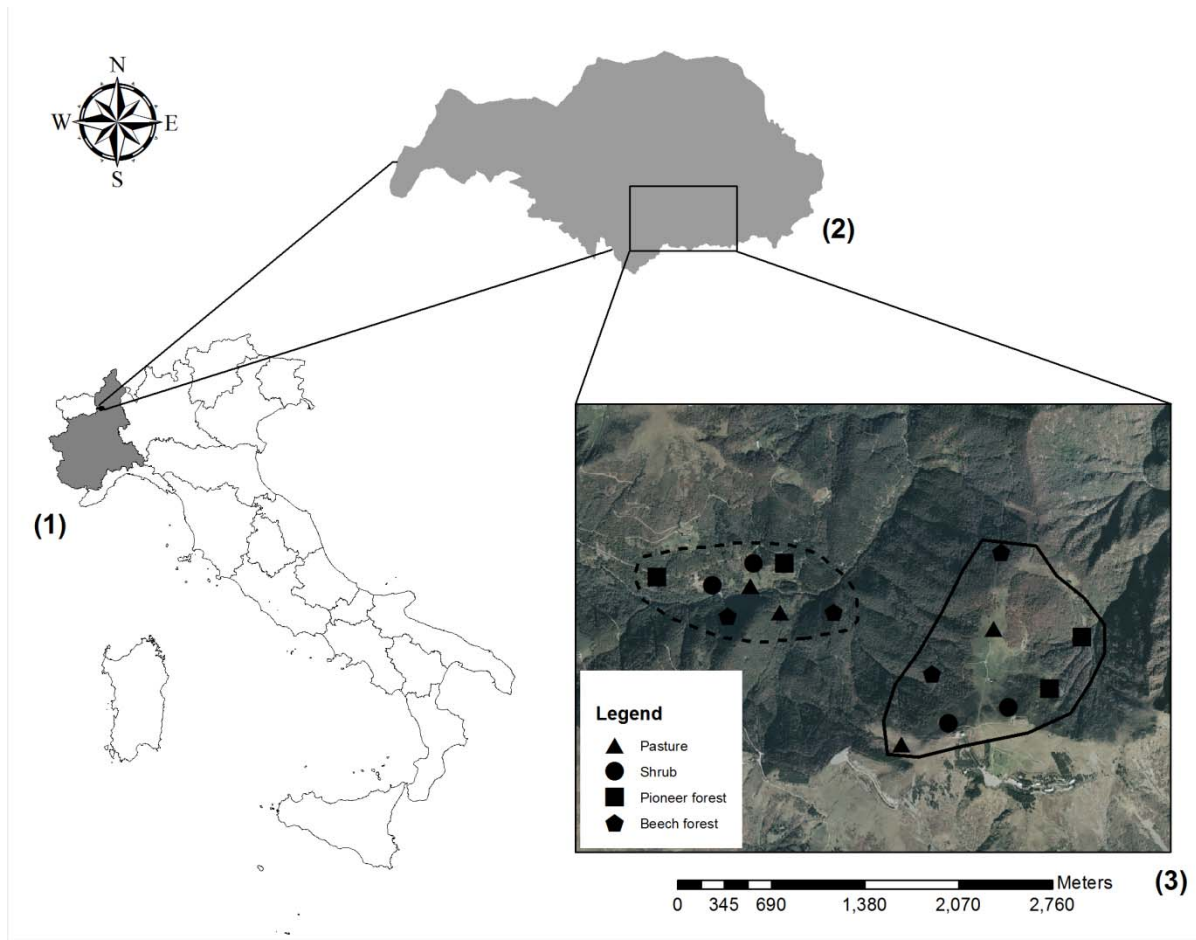 N
W E
S
(2)
(1)
Legend
Pasture
Shrub
Pioneer forest
Beech forest
Meters
(3)
0 345 690 1,380 2,070 2,760